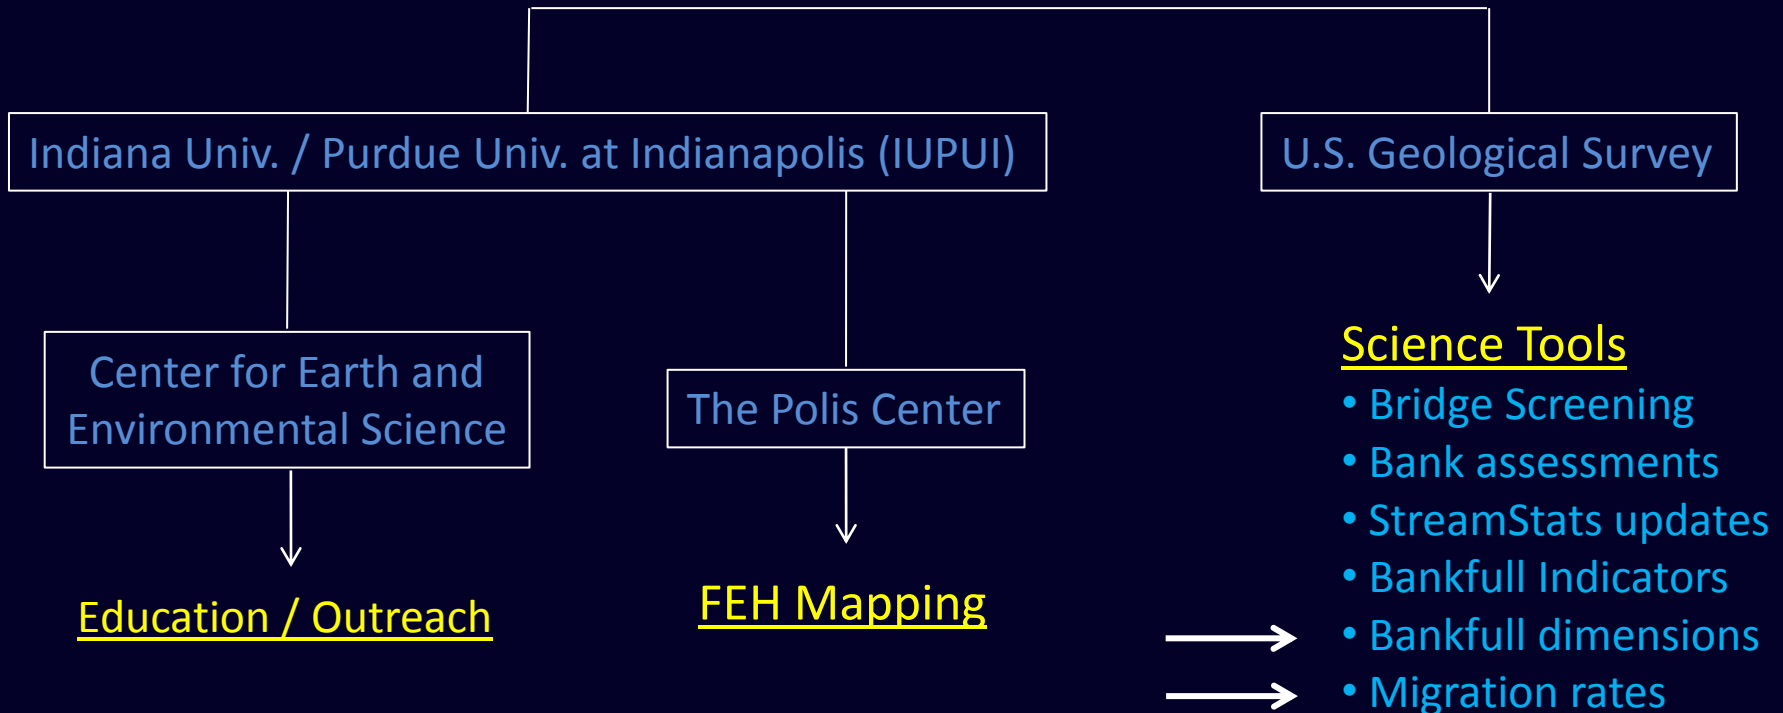 Indiana Univ. / Purdue Univ. at Indianapolis (IUPUI)
U.S. Geological Survey
Center for Earth and
Environmental Science
The Polis Center
Education / Outreach
FEH Mapping
Science Tools
• Bridge Screening
• Bank assessments
• StreamStats updates
• Bankfull Indicators
• Bankfull dimensions
• Migration rates